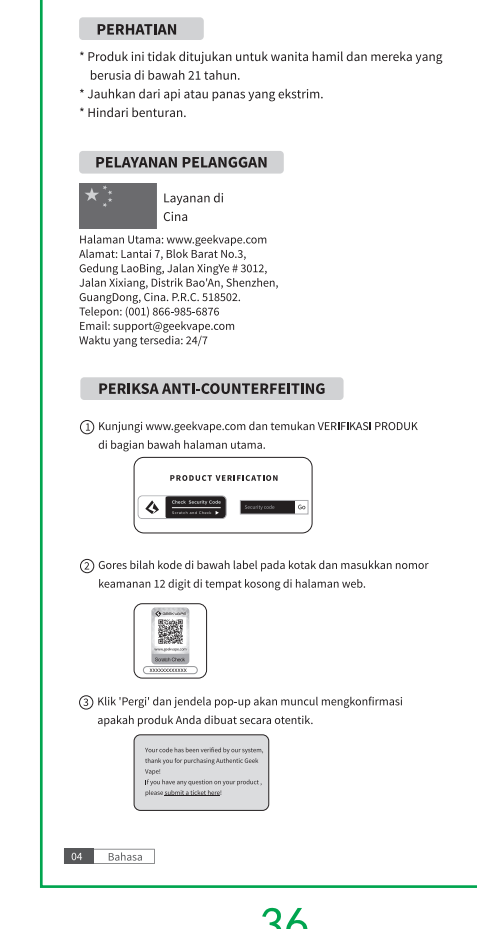 PERHATIAN
* Produk ini tidak ditujukan untuk wanita hamil dan mereka yang
berusia di bawah 21 tahun.
* Jauhkan dari api atau panas yang ekstrim.
* Hindari benturan.
PELAYANAN PELANGGAN
Layanan di
Cina
Halaman Utama: www.geekvape.com
Alamat: Lantai 7, Blok Barat No.3,
Gedung LaoBing, Jalan XingYe # 3012,
Jalan Xixiang, Distrik Bao'An, Shenzhen,
GuangDong, Cina. P.R.C. 518502.
Telepon: (001) 866-985-6876
Email: support@geekvape.com
Waktu yang tersedia: 24/7
PERIKSA ANTI-COUNTERFEITING
① Kunjungi www.geekvape.com dan temukan VERIFIKASI PRODUK
di bagian bawah halaman utama.
PRODUCT VERIFICATION
Check Security Code
Scratch and Check
Security code Go
② Gores bilah kode di bawah label pada kotak dan masukkan nomor
keamanan 12 digit di tempat kosong di halaman web.
www.geekvape.com
Scratch Check
XXXXXXXXXXXX
③ Klik 'Pergi' dan jendela pop-up akan muncul mengkonfirmasi
apakah produk Anda dibuat secara otentik.
Your code has been verified by our system,
thank you for purchasing Authentic Geek
Vape!
If you have any question on your product ,
please submit a ticket here!
04 Bahasa
36